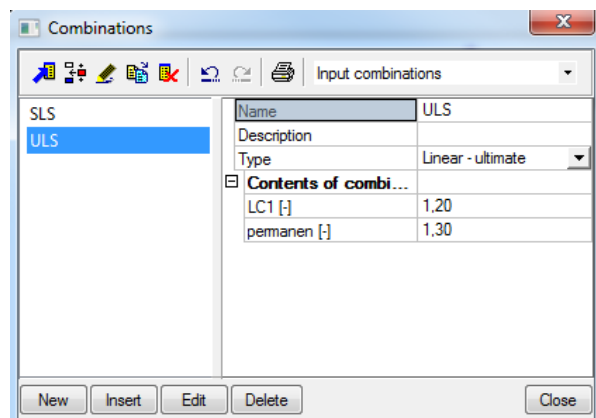 Combinations
Input combinations
SLS
ULS
Name ULS
Description
Type Linear - ultimate
Contents of combi...
LC1 [-] 1,20
permanen [-] 1,30
New Insert Edit Delete Close